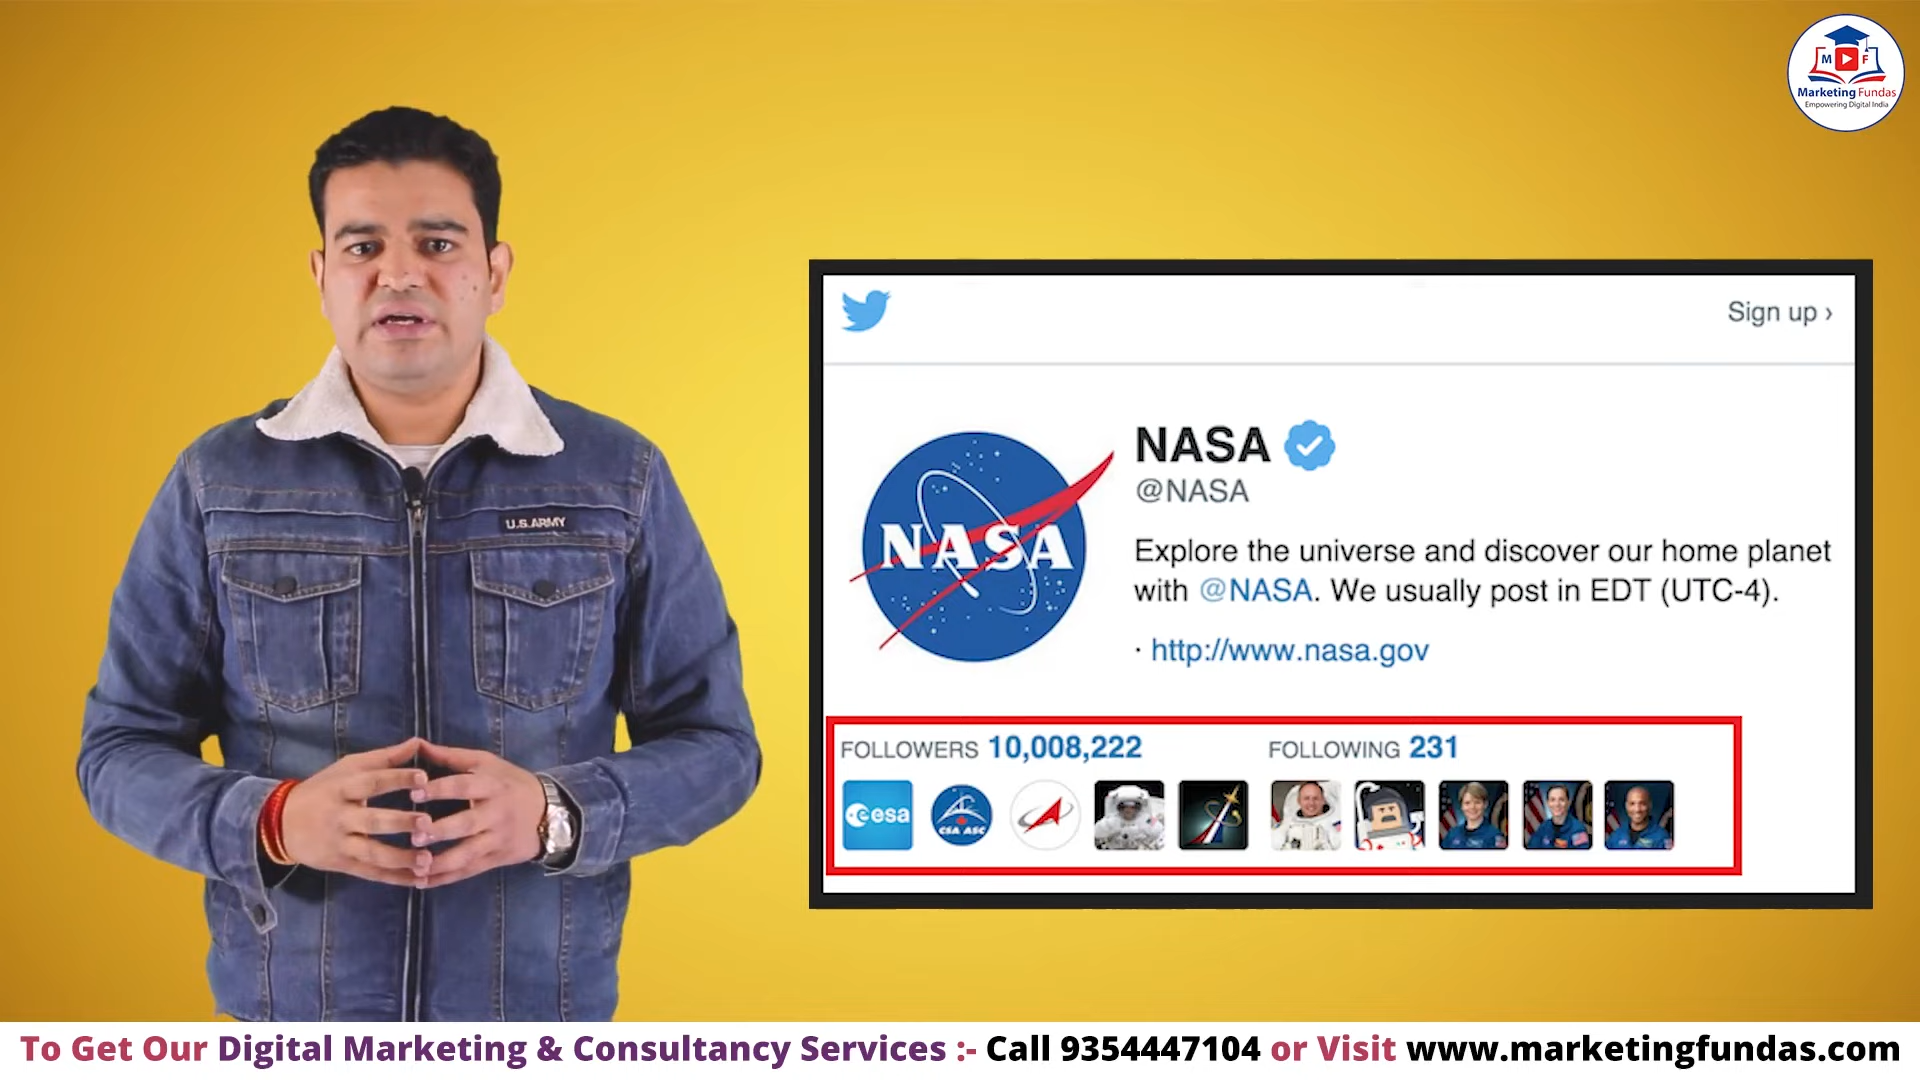 M F
Marketing Fundas
Empowering Digital India
Sign up ›
NASA
@NASA
NASA
Explore the universe and discover our home planet
with @NASA. We usually post in EDT (UTC-4).
· http://www.nasa.gov
FOLLOWERS 10,008,222
FOLLOWING 231
esa
CSA ASC
U.S.ARMY
To Get Our Digital Marketing & Consultancy Services :- Call 9354447104 or Visit www.marketingfundas.com